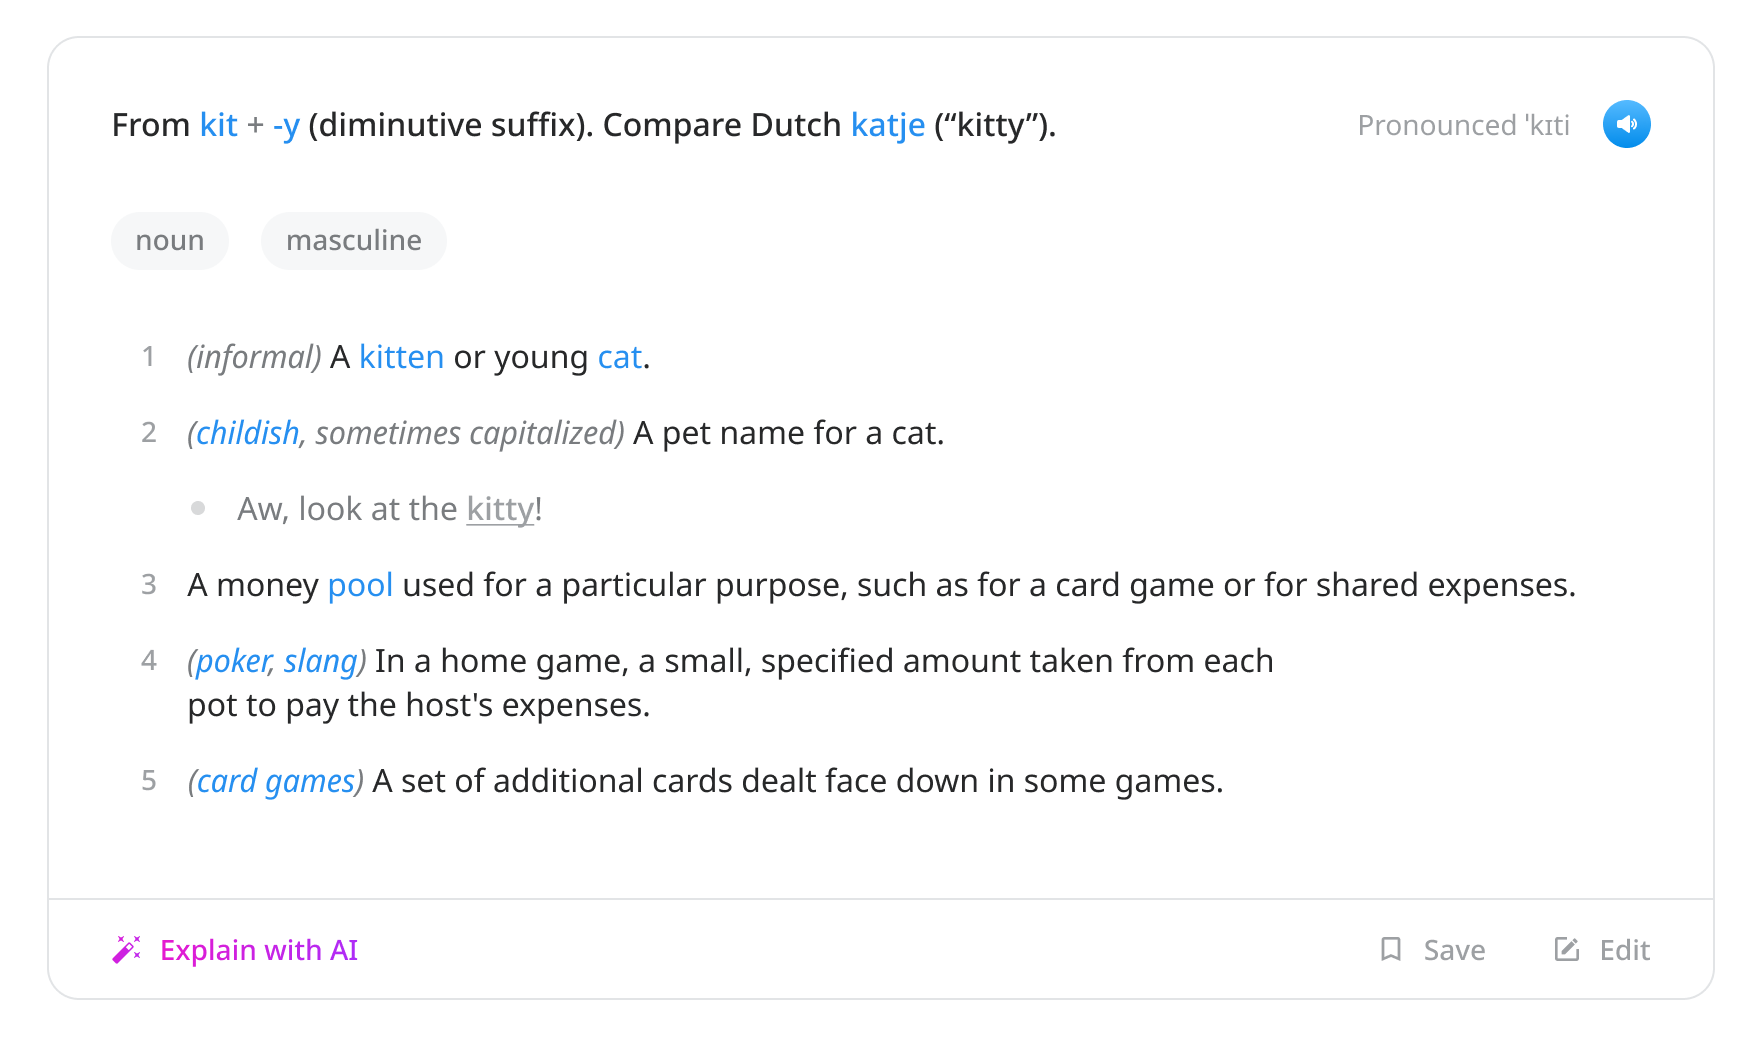 From kit + -y (diminutive suffix). Compare Dutch katje (“kitty”).
Pronounced ˈkɪti
noun
masculine
1 (informal) A kitten or young cat.
2 (childish, sometimes capitalized) A pet name for a cat.
Aw, look at the kitty!
3 A money pool used for a particular purpose, such as for a card game or for shared expenses.
4 (poker, slang) In a home game, a small, specified amount taken from each
pot to pay the host's expenses.
5 (card games) A set of additional cards dealt face down in some games.
Explain with AI
Save
Edit